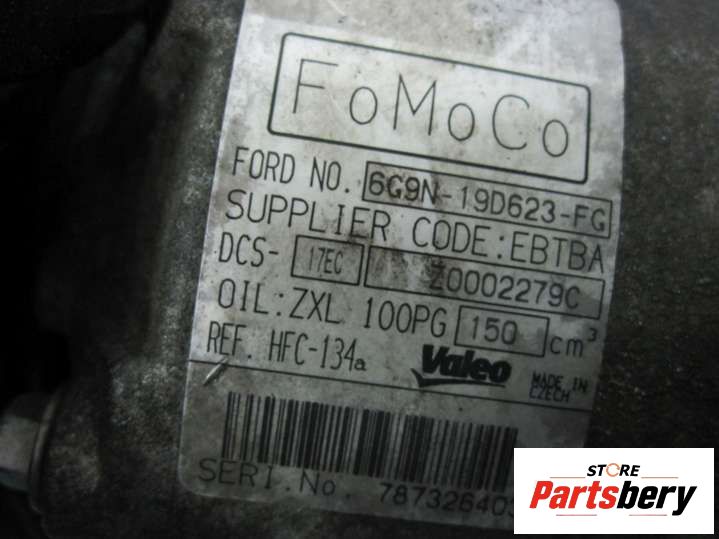 FoMoCo
FORD NO. 6G9N-19D623-FG
SUPPLIER CODE:EBTBA
DCS- 17EC Z0002279C
OIL:ZXL 100PG 150 cm³
REF. HFC-134a Valeo MADE IN CZECH
SERI.No
STORE
Partsbery